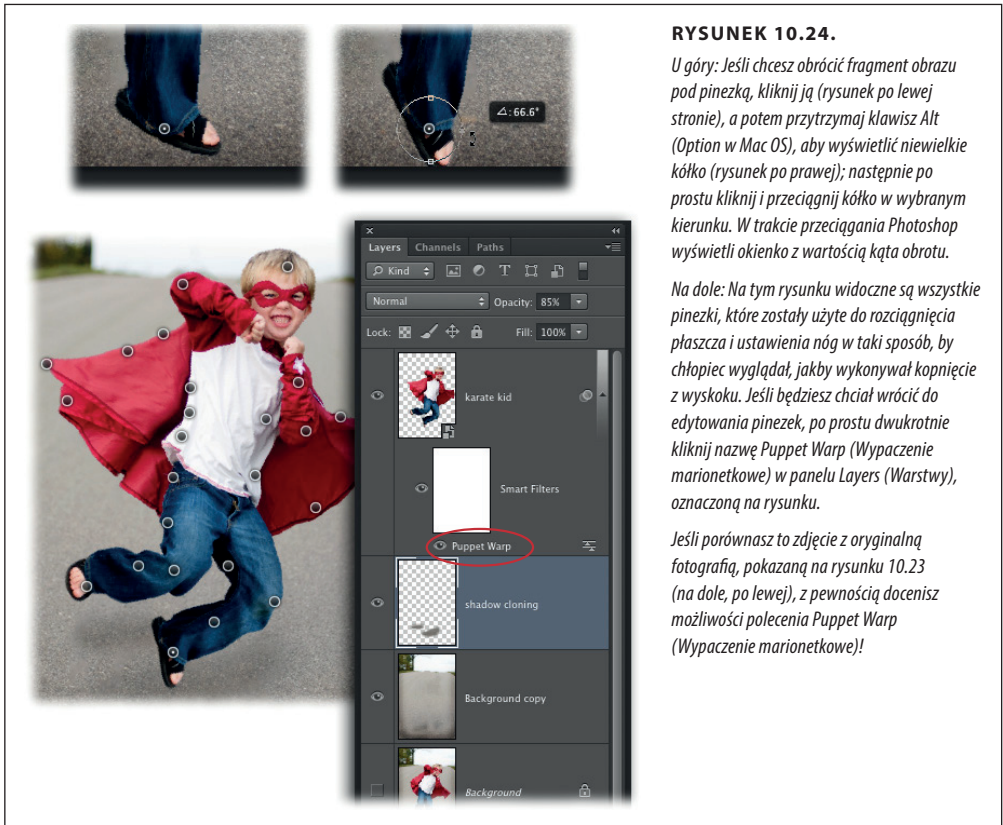 RYSUNEK 10.24.
U góry: Jeśli chcesz obrócić fragment obrazu
pod pinezką, kliknij ją (rysunek po lewej
stronie), a potem przytrzymaj klawisz Alt
(Option w Mac OS), aby wyświetlić niewielkie
kółko (rysunek po prawej); następnie po
prostu kliknij i przeciągnij kółko w wybranym
kierunku. W trakcie przeciągania Photoshop
wyświetli okienko z wartością kąta obrotu.
Na dole: Na tym rysunku widoczne są wszystkie
pinezki, które zostały użyte do rozciągnięcia
płaszcza i ustawienia nóg w taki sposób, by
chłopiec wyglądał, jakby wykonywał kopnięcie
z wyskoku. Jeśli będziesz chciał wrócić do
edytowania pinezek, po prostu dwukrotnie
kliknij nazwę Puppet Warp (Wypaczenie
marionetkowe) w panelu Layers (Warstwy),
oznaczoną na rysunku.
Jeśli porównasz to zdjęcie z oryginalną
fotografią, pokazaną na rysunku 10.23
(na dole, po lewej), z pewnością docenisz
możliwości polecenia Puppet Warp
(Wypaczenie marionetkowe)!
66.6°
Layers Channels Paths
Kind
Normal Opacity: 85%
Lock: Fill: 100%
karate kid
Smart Filters
Puppet Warp
shadow cloning
Background copy
Background